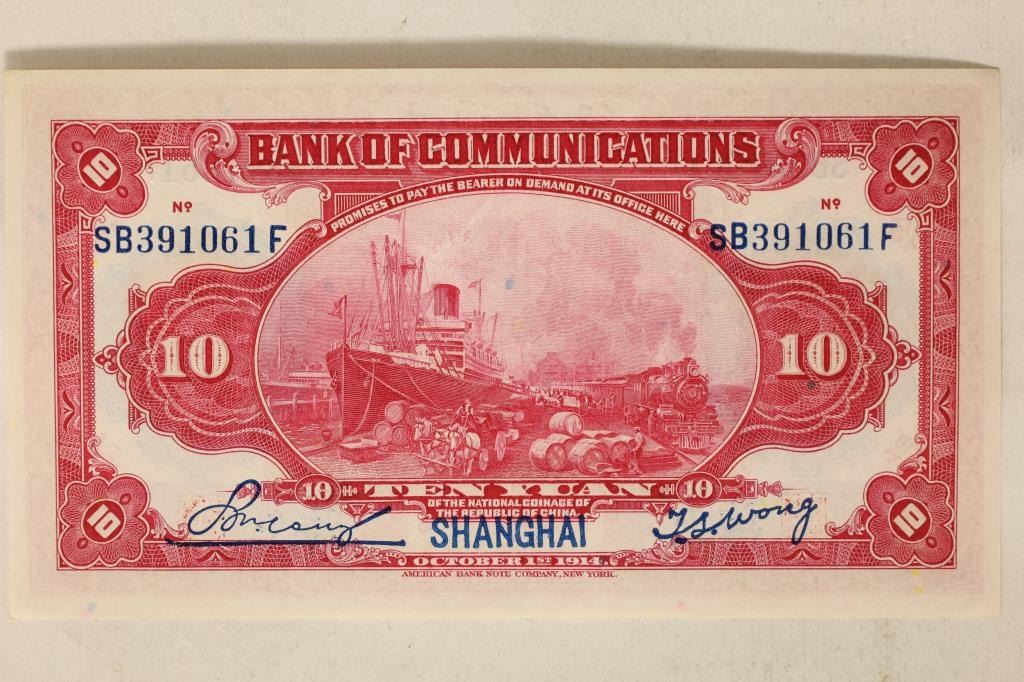 BANK OF COMMUNICATIONS
PROMISES TO PAY THE BEARER ON DEMAND AT ITS OFFICE HERE
10 10
Nº Nº
SB391061F SB391061F
10 10
10 TEN YUAN 10
OF THE NATIONAL COINAGE OF
THE REPUBLIC OF CHINA
SHANGHAI
T.S. Wong
10 10
OCTOBER 1ST 1914.
AMERICAN BANK NOTE COMPANY, NEW YORK.